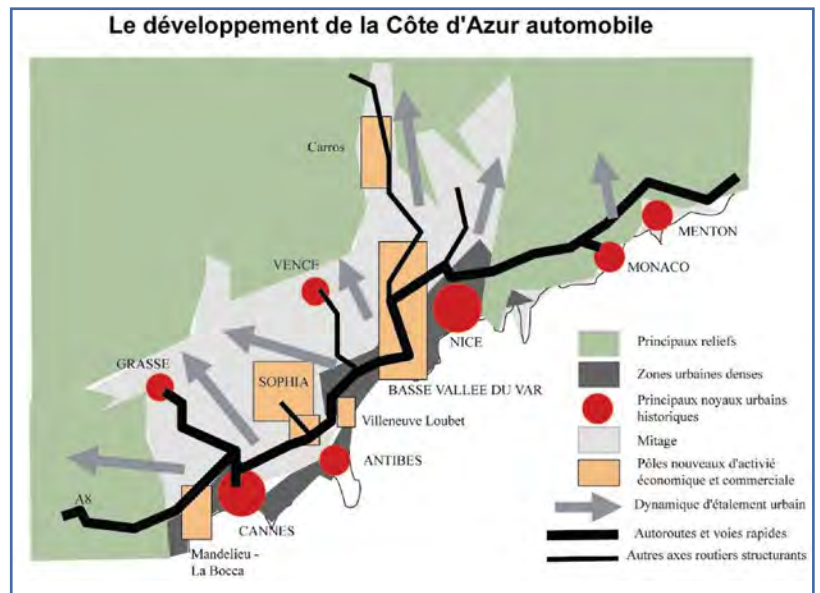 Le développement de la Côte d'Azur automobile
Carros
VENCE
MENTON
MONACO
GRASSE
NICE
SOPHIA
BASSE VALLEE DU VAR
Villeneuve Loubet
ANTIBES
A8
CANNES
Mandelieu -
La Bocca
Principaux reliefs
Zones urbaines denses
Principaux noyaux urbains
historiques
Mitage
Pôles nouveaux d'activié
économique et commerciale
Dynamique d'étalement urbain
Autoroutes et voies rapides
Autres axes routiers structurants